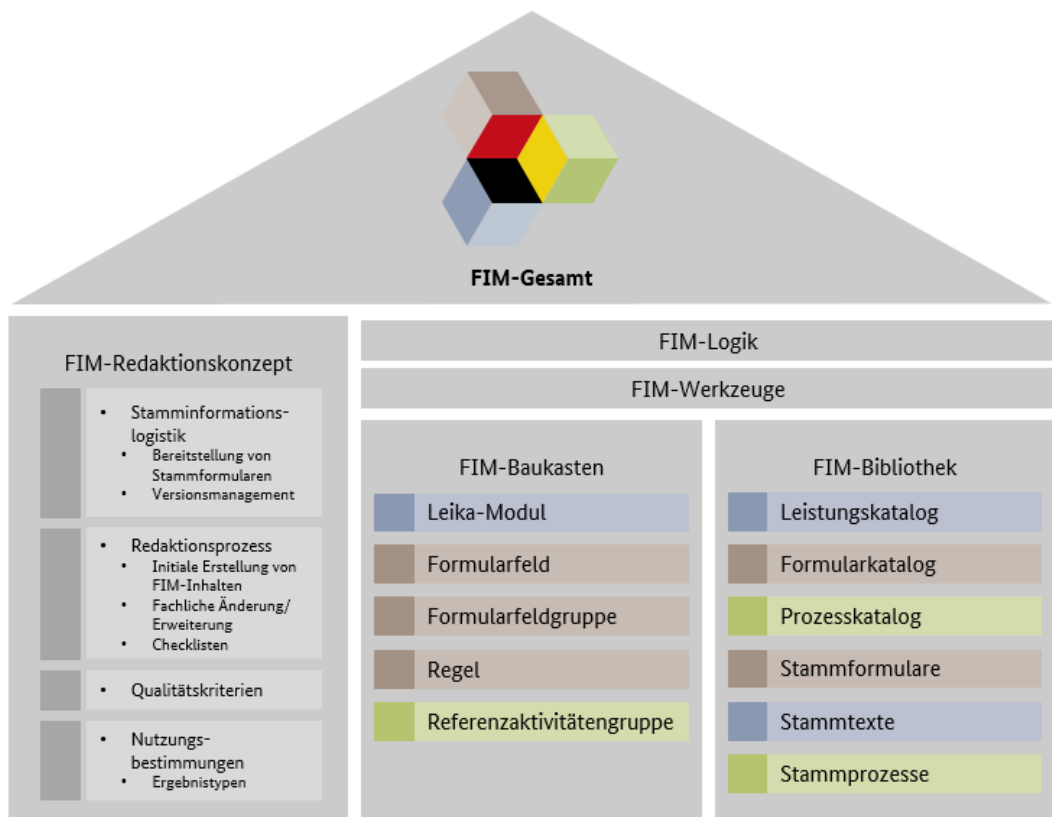 FIM-Gesamt
FIM-Redaktionskonzept
• Stamminformations-
logistik
• Bereitstellung von
Stammformularen
• Versionsmanagement
• Redaktionsprozess
• Initiale Erstellung von
FIM-Inhalten
• Fachliche Änderung/
Erweiterung
• Checklisten
• Qualitätskriterien
• Nutzungs-
bestimmungen
• Ergebnistypen
FIM-Logik
FIM-Werkzeuge
FIM-Baukasten
Leika-Modul
Formularfeld
Formularfeldgruppe
Regel
Referenzaktivitätengruppe
FIM-Bibliothek
Leistungskatalog
Formularkatalog
Prozesskatalog
Stammformulare
Stammtexte
Stammprozesse